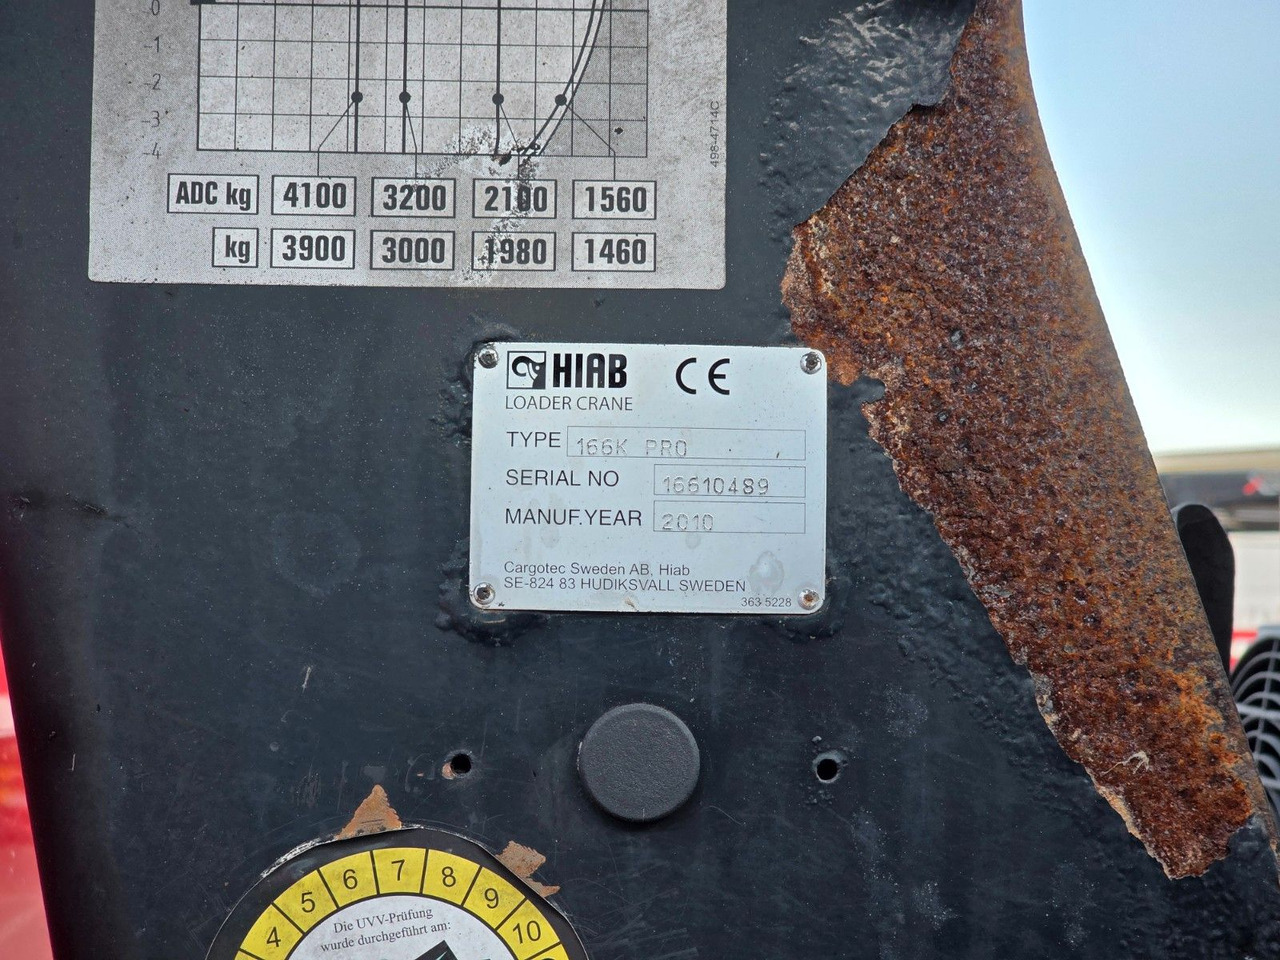 0
-1
-2
-3
-4
498-4714C
ADC kg 4100 3200 2100 1560
kg 3900 3000 1980 1460
HIAB CE
LOADER CRANE
TYPE 166K PRO
SERIAL NO 16610489
MANUF.YEAR 2010
Cargotec Sweden AB, Hiab
SE-824 83 HUDIKSVALL SWEDEN
363 5228
4 5 6 7 8 9 10
Die UVV-Prüfung
wurde durchgeführt am: